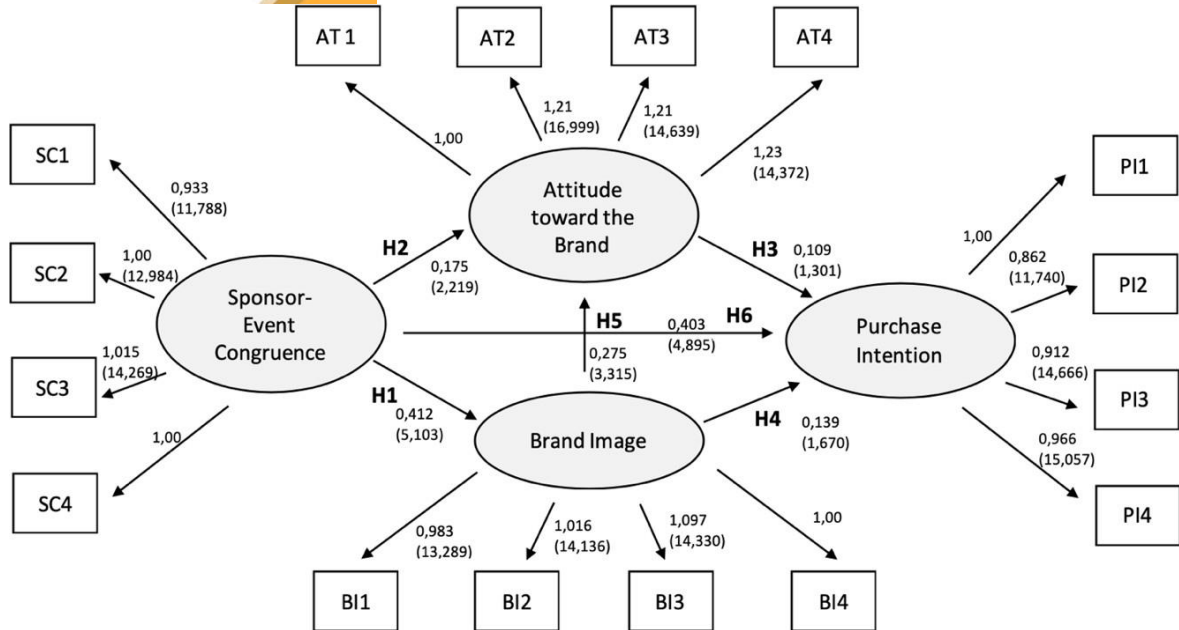 AT 1
AT2
AT3
AT4
1,00
1,21
(16,999)
1,21
(14,639)
1,23
(14,372)
SC1
SC2
SC3
SC4
0,933
(11,788)
1,00
(12,984)
1,015
(14,269)
1,00
Sponsor-
Event
Congruence
Attitude
toward the
Brand
H2
0,175
(2,219)
H3
0,109
(1,301)
H5
0,275
(3,315)
H6
0,403
(4,895)
H1
0,412
(5,103)
Brand Image
H4
0,139
(1,670)
Purchase
Intention
1,00
0,862
(11,740)
0,912
(14,666)
0,966
(15,057)
PI1
PI2
PI3
PI4
0,983
(13,289)
1,016
(14,136)
1,097
(14,330)
1,00
BI1
BI2
BI3
BI4